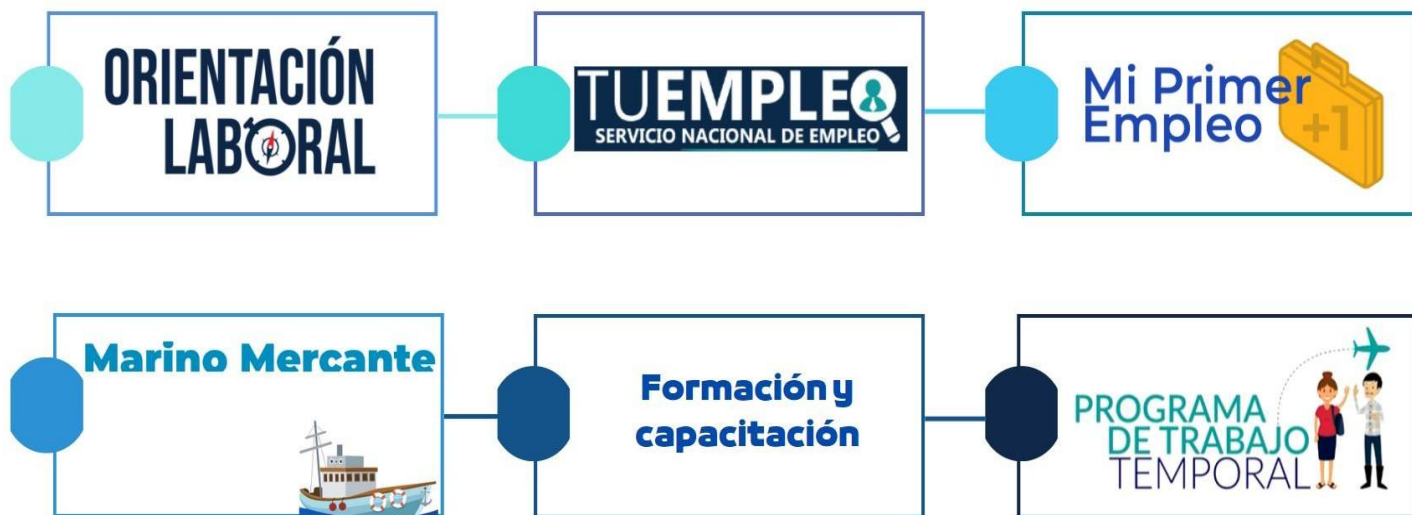 ORIENTACIÓN
LABORAL
TUEMPLEO
SERVICIO NACIONAL DE EMPLEO
Mi Primer
Empleo
+1
Marino Mercante
Formación y
capacitación
PROGRAMA
DE TRABAJO
TEMPORAL